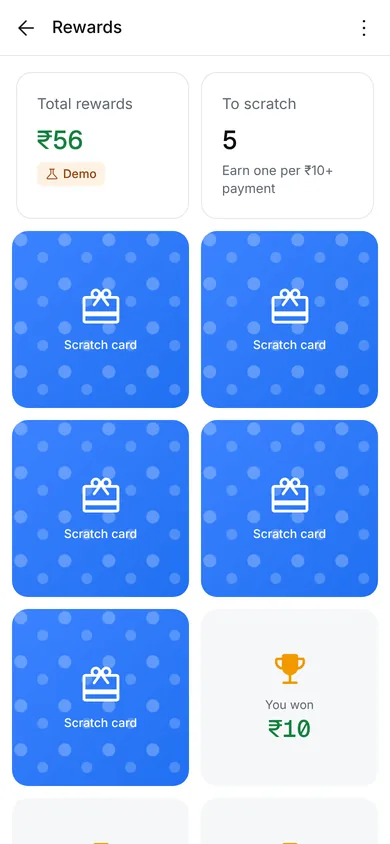 Rewards
Total rewards
₹56
Demo
To scratch
5
Earn one per ₹10+
payment
Scratch card
Scratch card
Scratch card
Scratch card
Scratch card
You won
₹10